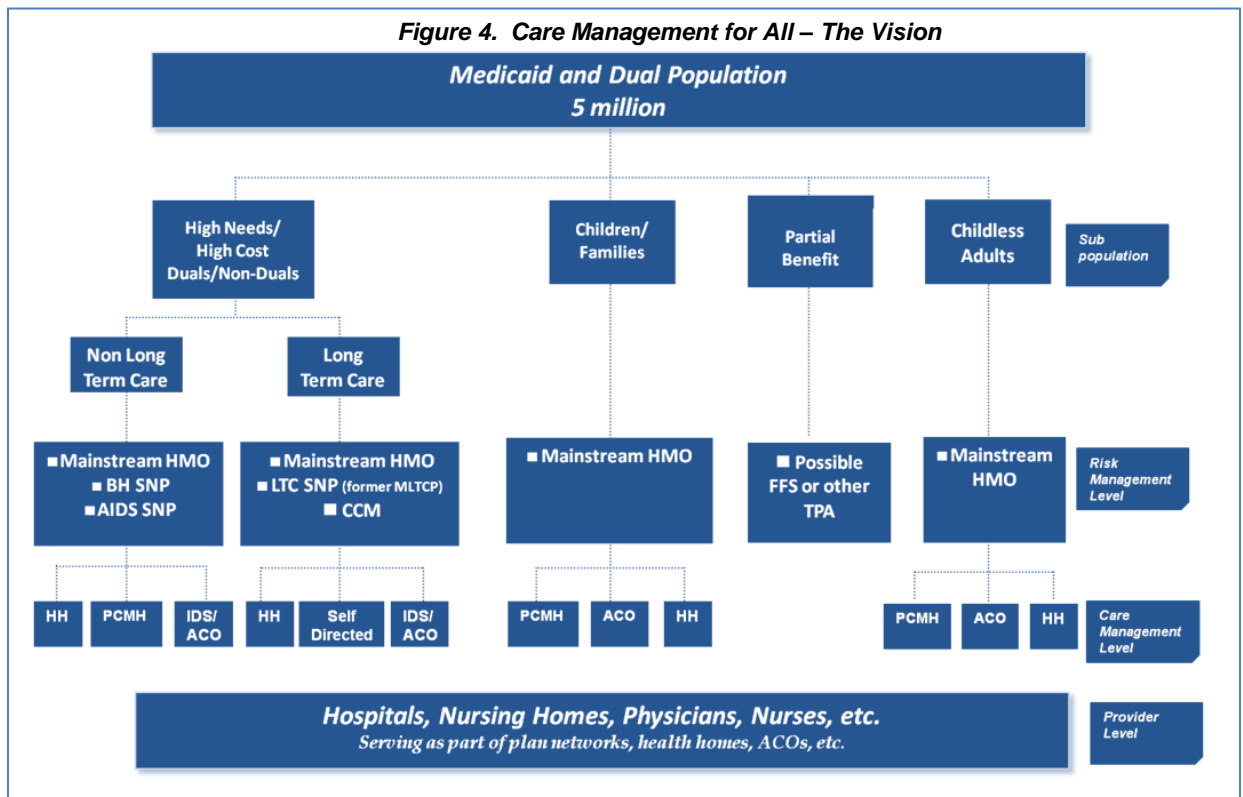 Figure 4. Care Management for All – The Vision
Medicaid and Dual Population
5 million
High Needs/
High Cost
Duals/Non-Duals
Children/
Families
Partial
Benefit
Childless
Adults
Sub
population
Non Long
Term Care
Long
Term Care
■ Mainstream HMO
■ BH SNP
■ AIDS SNP
■ Mainstream HMO
■ LTC SNP (former MLTCP)
■ CCM
■ Mainstream HMO
■ Possible
FFS or other
TPA
■ Mainstream
HMO
Risk
Management
Level
HH
PCMH
IDS/
ACO
HH
Self
Directed
IDS/
ACO
PCMH
ACO
HH
PCMH
ACO
HH
Care
Management
Level
Hospitals, Nursing Homes, Physicians, Nurses, etc.
Serving as part of plan networks, health homes, ACOs, etc.
Provider
Level